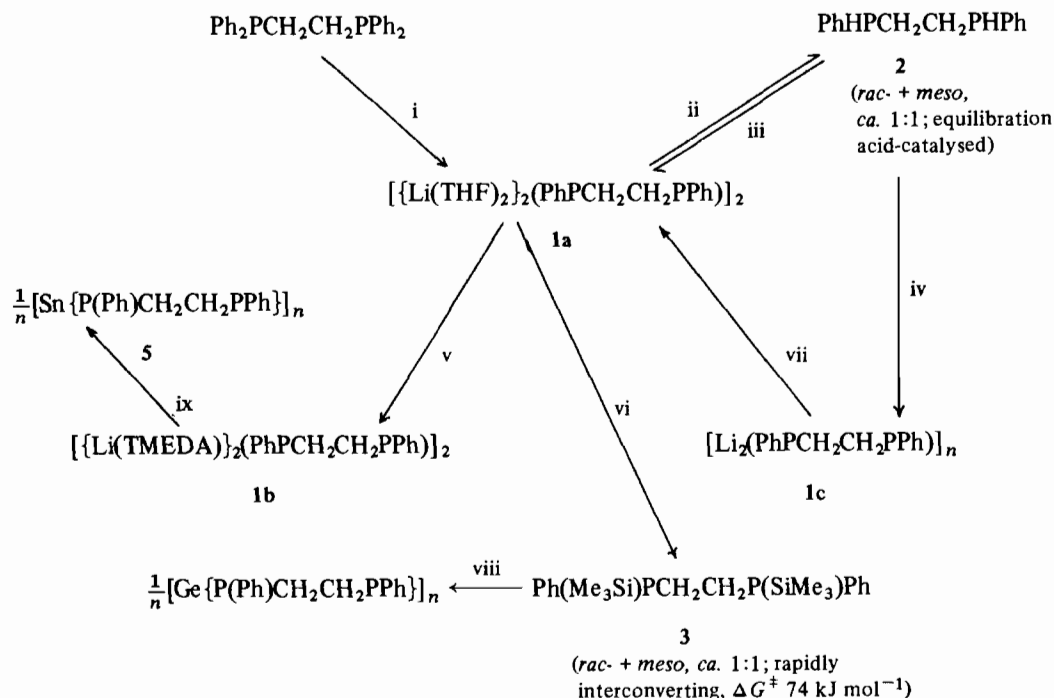 Ph₂PCH₂CH₂PPh₂
PhHPCH₂CH₂PHPh
2
(rac- + meso,
ca. 1:1; equilibration
acid-catalysed)
i
ii
iii
[{Li(THF)₂}₂(PhPCH₂CH₂PPh)]₂
1a
iv
1/n[Sn{P(Ph)CH₂CH₂PPh}]ₙ
5
v
vii
ix
vi
[{Li(TMEDA)}₂(PhPCH₂CH₂PPh)]₂
1b
[Li₂(PhPCH₂CH₂PPh)]ₙ
1c
1/n[Ge{P(Ph)CH₂CH₂PPh}]ₙ
viii
Ph(Me₃Si)PCH₂CH₂P(SiMe₃)Ph
3
(rac- + meso, ca. 1:1; rapidly
interconverting, ΔG‡ 74 kJ mol⁻¹)